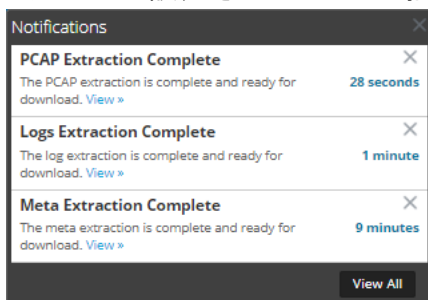 Notifications
PCAP Extraction Complete
The PCAP extraction is complete and ready for
download. View »
28 seconds
Logs Extraction Complete
The log extraction is complete and ready for
download. View »
1 minute
Meta Extraction Complete
The meta extraction is complete and ready for
download. View »
9 minutes
View All